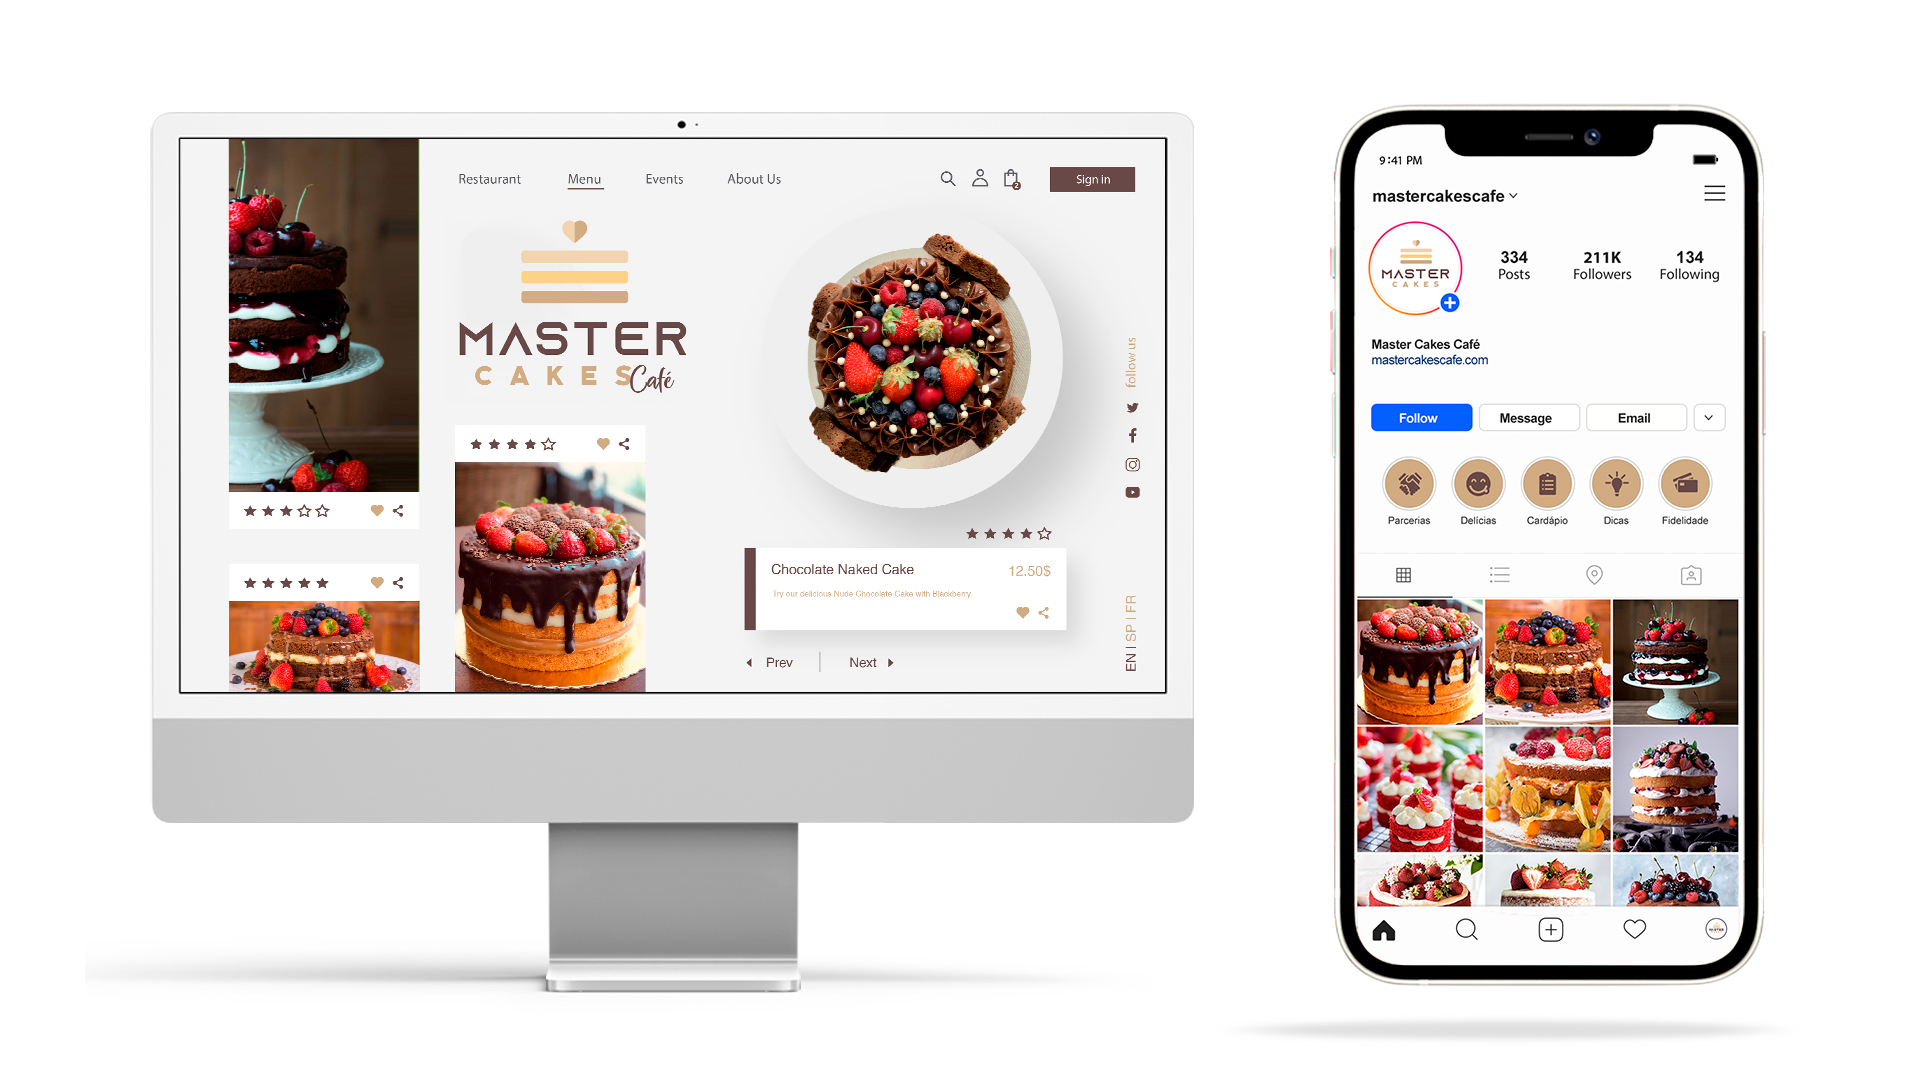 Restaurant Menu Events About Us
2
Sign in
MASTER
CAKES Café
follow us
Chocolate Naked Cake 12.50$
Try our delicious Nude Chocolate Cake with Blackberry.
Prev | Next
EN | SP | FR
9:41 PM
mastercakescafe
MASTER
CAKES
334 211K 134
Posts Followers Following
Master Cakes Café
mastercakescafe.com
Follow Message Email
Parcerias Delícias Cardápio Dicas Fidelidade
MASTER